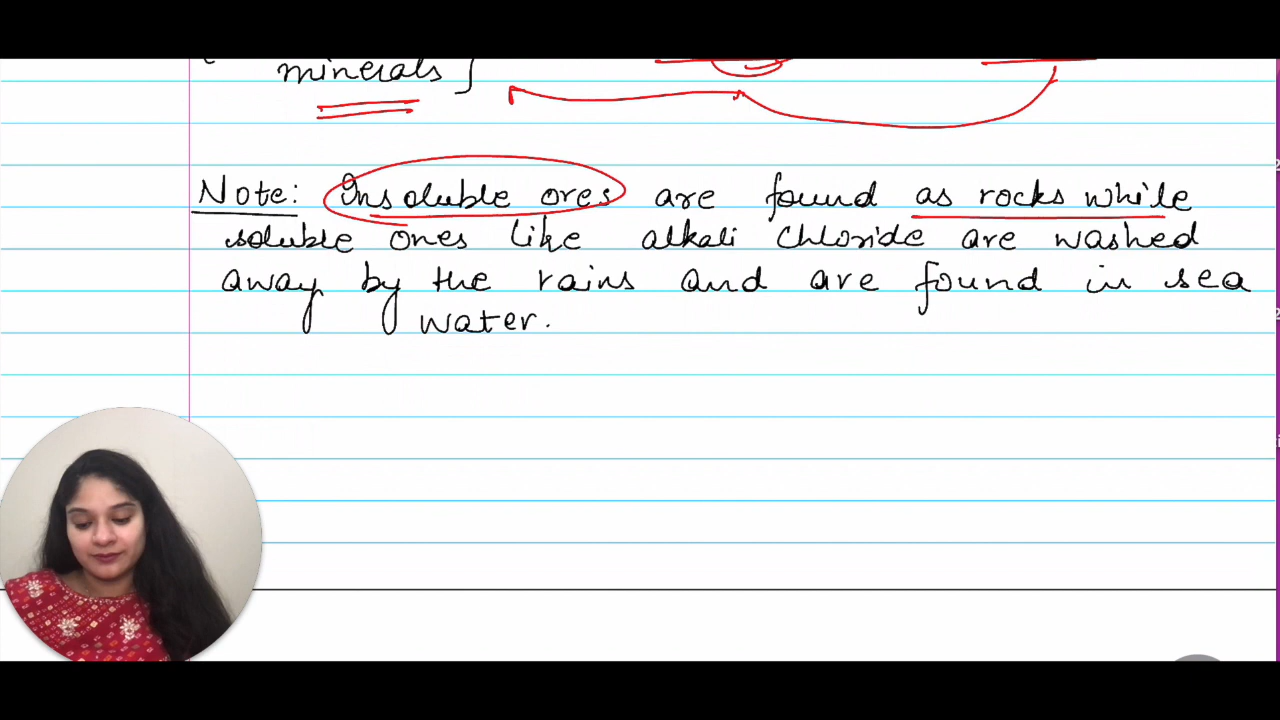 minerals ]
Note: Insoluble ores are found as rocks while
soluble ones like alkali chloride are washed
away by the rains and are found in sea
water.